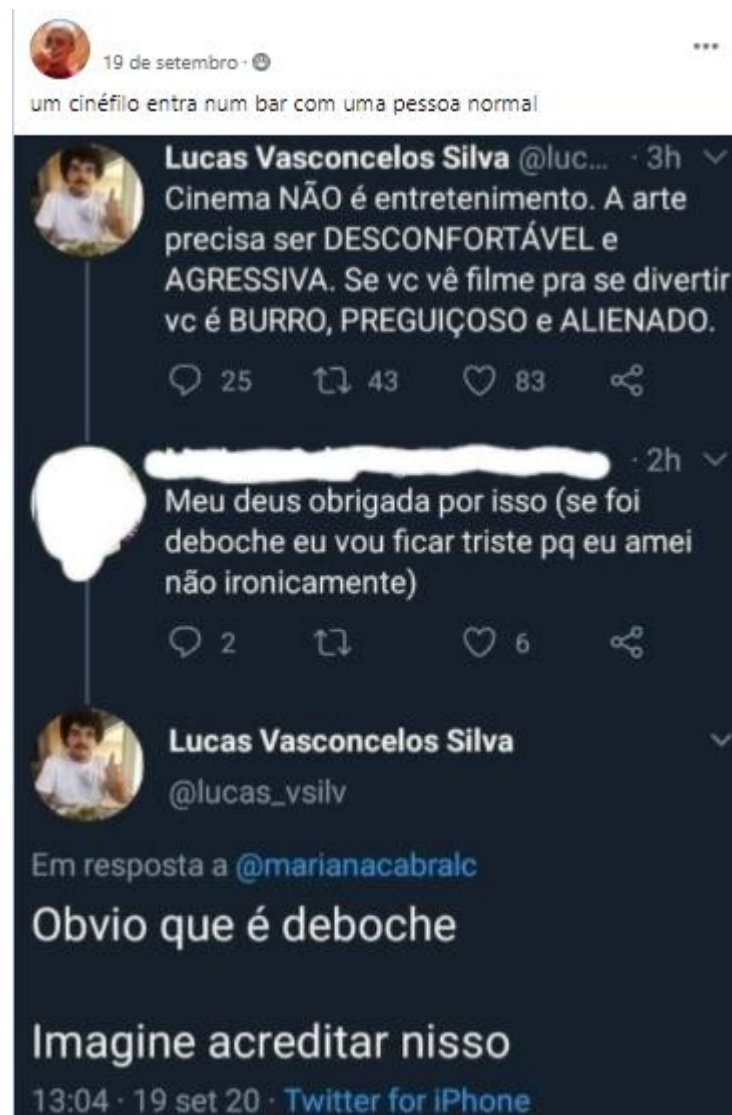 19 de setembro ·
um cinéfilo entra num bar com uma pessoa normal
Lucas Vasconcelos Silva @luc... · 3h
Cinema NÃO é entretenimento. A arte
precisa ser DESCONFORTÁVEL e
AGRESSIVA. Se vc vê filme pra se divertir
vc é BURRO, PREGUIÇOSO e ALIENADO.
25 43 83
· 2h
Meu deus obrigada por isso (se foi
deboche eu vou ficar triste pq eu amei
não ironicamente)
2 6
Lucas Vasconcelos Silva
@lucas_vsilv
Em resposta a @marianacabralc
Obvio que é deboche
Imagine acreditar nisso
13:04 · 19 set 20 · Twitter for iPhone